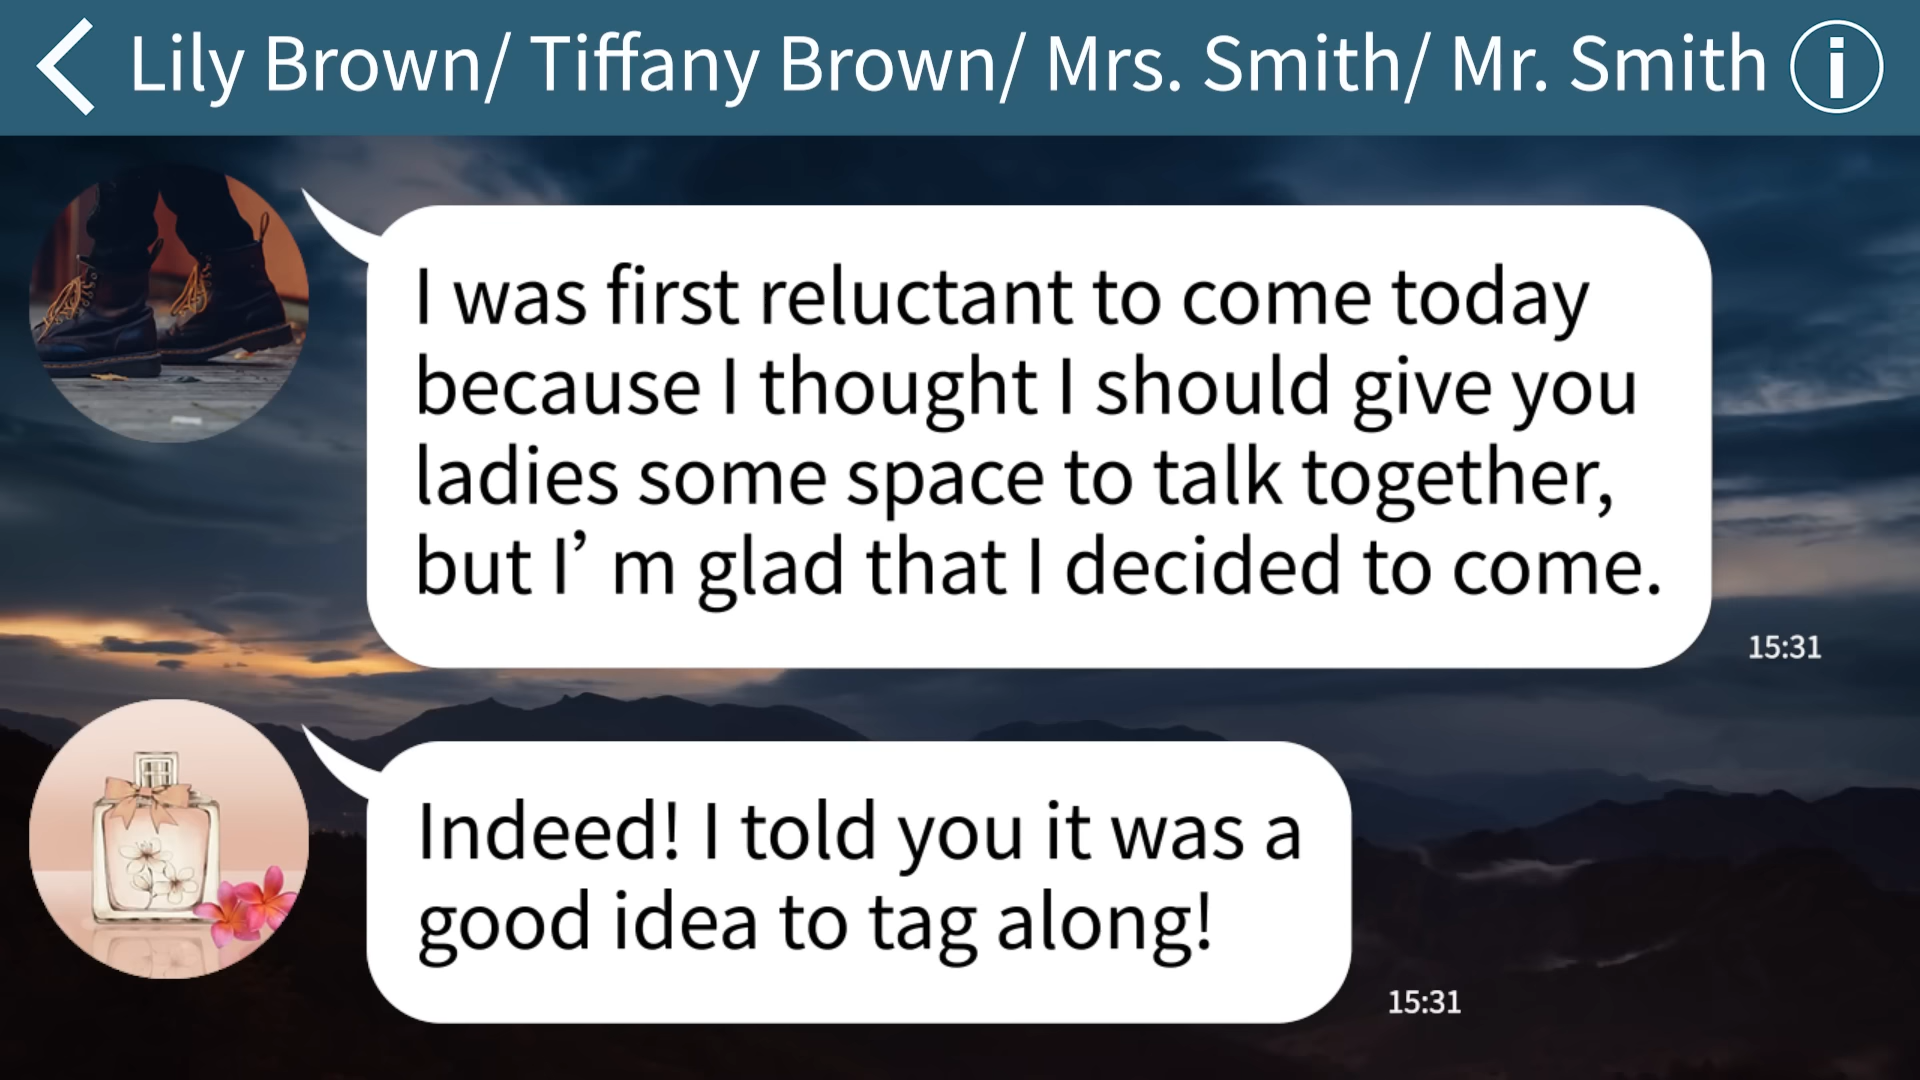 Lily Brown/ Tiffany Brown/ Mrs. Smith/ Mr. Smith
I was first reluctant to come today
because I thought I should give you
ladies some space to talk together,
but I’ m glad that I decided to come.
15:31
Indeed! I told you it was a
good idea to tag along!
15:31